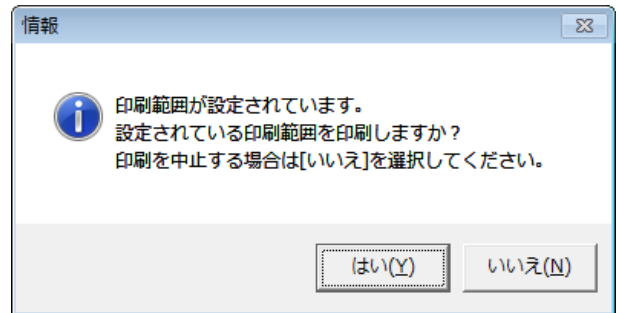 情報
印刷範囲が設定されています。
設定されている印刷範囲を印刷しますか？
印刷を中止する場合は[いいえ]を選択してください。
はい(Y) いいえ(N)